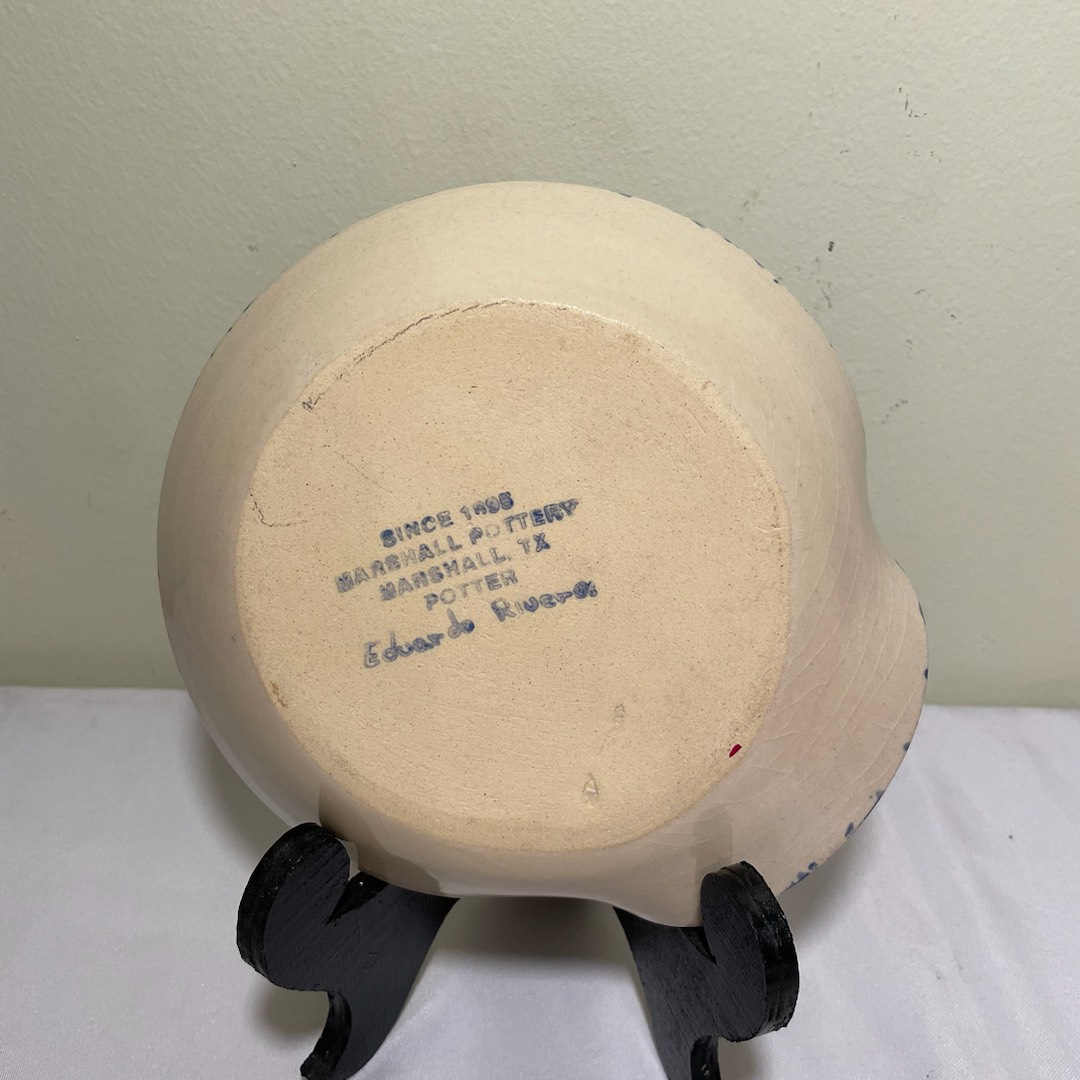 SINCE 1895
MARSHALL POTTERY
MARSHALL, TX
POTTER
Eduardo Rivera
A